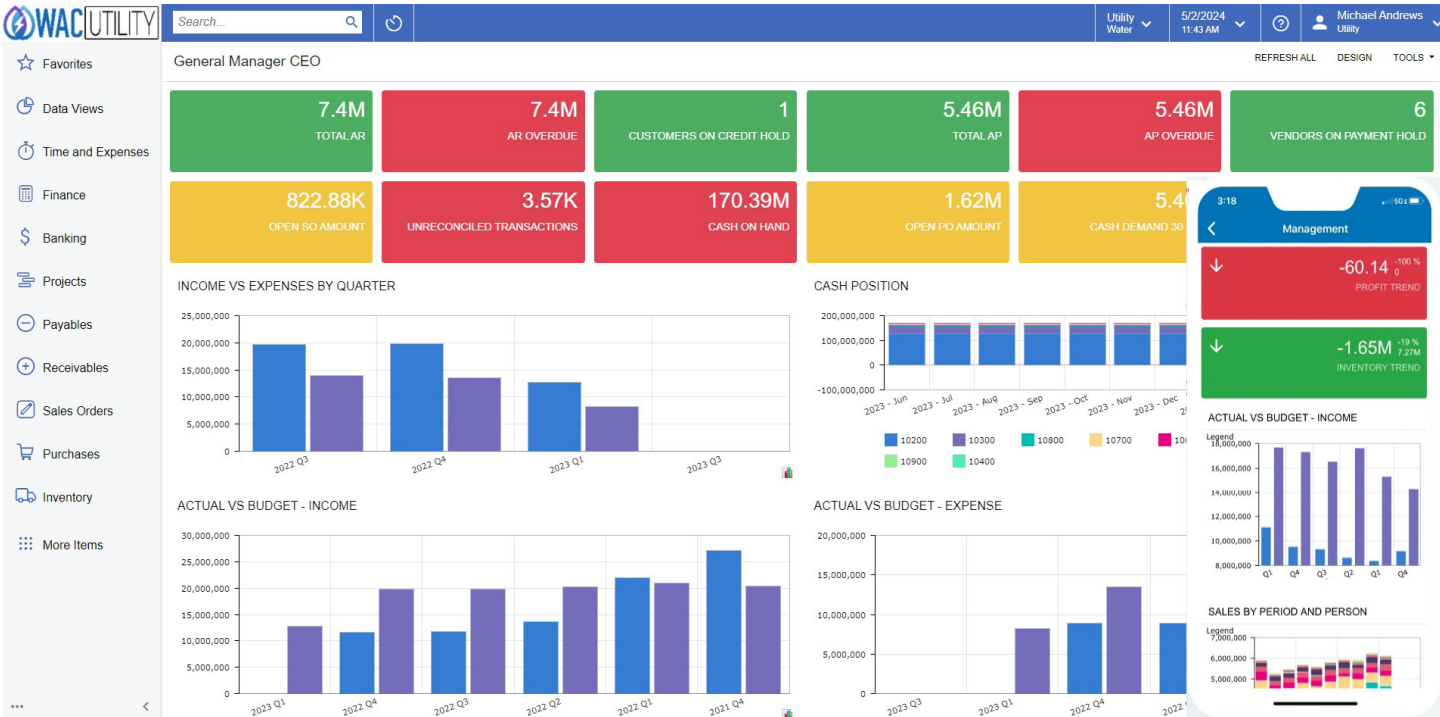 WAC UTILITY
Search...
Utility
Water
5/2/2024
11:43 AM
Michael Andrews
Utility
Favorites
Data Views
Time and Expenses
Finance
Banking
Projects
Payables
Receivables
Sales Orders
Purchases
Inventory
More Items
General Manager CEO
REFRESH ALL DESIGN TOOLS
7.4M
TOTAL AR
7.4M
AR OVERDUE
1
CUSTOMERS ON CREDIT HOLD
5.46M
TOTAL AP
5.46M
AP OVERDUE
6
VENDORS ON PAYMENT HOLD
822.88K
OPEN SO AMOUNT
3.57K
UNRECONCILED TRANSACTIONS
170.39M
CASH ON HAND
1.62M
OPEN PO AMOUNT
CASH DEMAND 30
INCOME VS EXPENSES BY QUARTER
25,000,000
20,000,000
15,000,000
10,000,000
5,000,000
0
2022 Q3 2022 Q4 2023 Q1 2023 Q3
CASH POSITION
200,000,000
100,000,000
0
-100,000,000
2023 - Jun 2023 - Jul 2023 - Aug 2023 - Sep 2023 - Oct 2023 - Nov 2023 - Dec
10200 10300 10800 10700
10900 10400
ACTUAL VS BUDGET - INCOME
30,000,000
25,000,000
20,000,000
15,000,000
10,000,000
5,000,000
0
2023 Q1 2022 Q4 2022 Q3 2022 Q2 2022 Q1 2021 Q4
ACTUAL VS BUDGET - EXPENSE
20,000,000
15,000,000
10,000,000
5,000,000
0
2023 Q3 2023 Q1 2022 Q4 2022
3:18 5G
Management
-60.14 -100 %
0
PROFIT TREND
-1.65M -19 %
7.27M
INVENTORY TREND
ACTUAL VS BUDGET - INCOME
Legend
18,000,000
16,000,000
14,000,000
12,000,000
10,000,000
8,000,000
Q1 Q4 Q3 Q2 Q1 Q4
SALES BY PERIOD AND PERSON
Legend
7,000,000
6,000,000
5,000,000